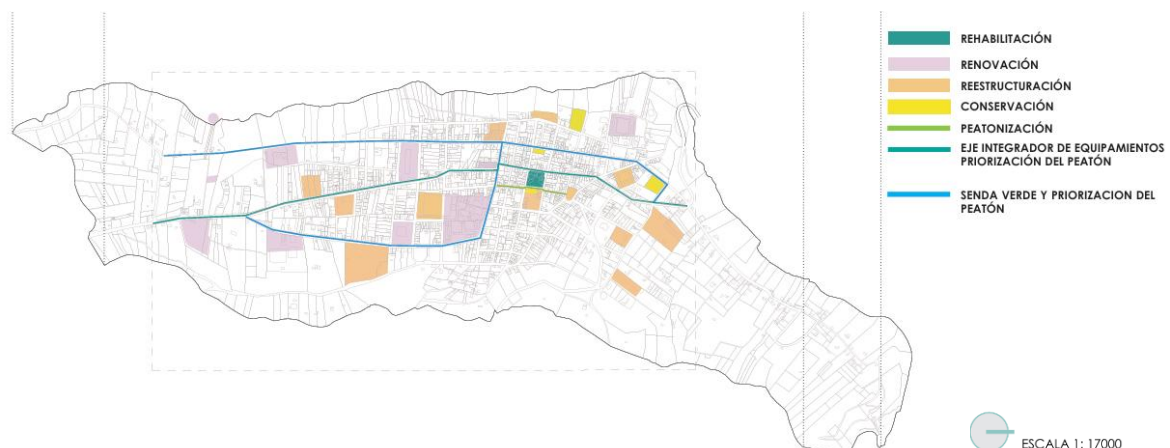 REHABILITACIÓN
RENOVACIÓN
REESTRUCTURACIÓN
CONSERVACIÓN
PEATONIZACIÓN
EJE INTEGRADOR DE EQUIPAMIENTOS
PRIORIZACIÓN DEL PEATÓN
SENDA VERDE Y PRIORIZACION DEL
PEATÓN
ESCALA 1: 17000